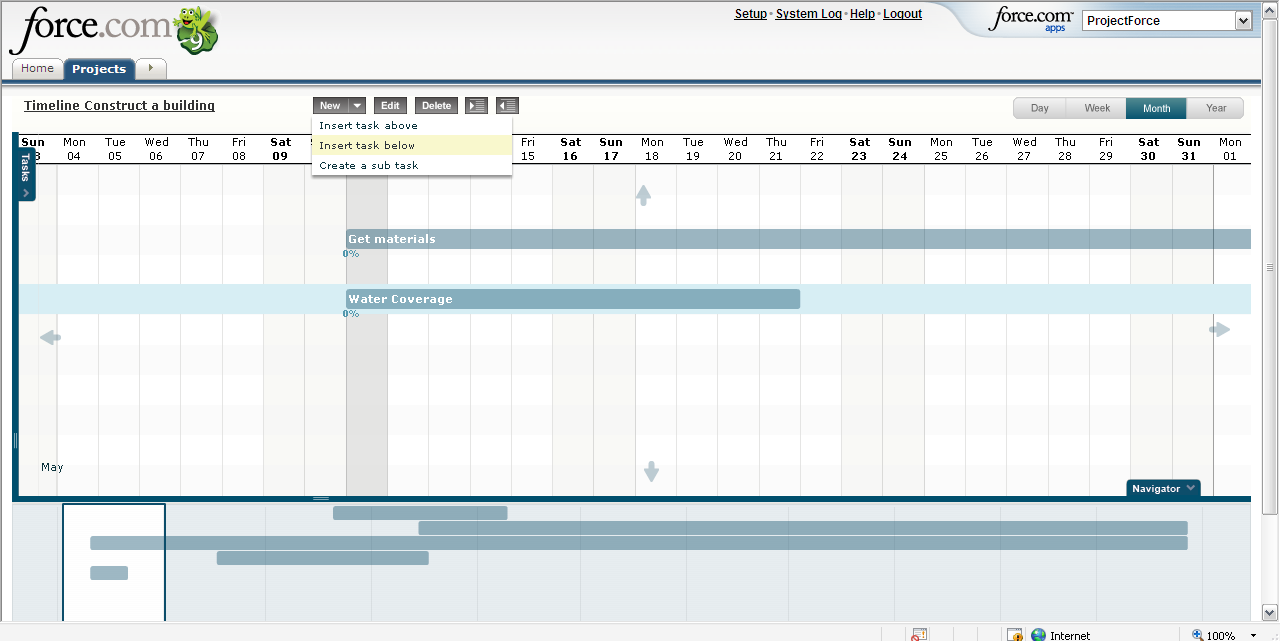 force.com
9
Setup • System Log • Help • Logout
force.com
apps
ProjectForce
Home
Projects
Timeline Construct a building
New
Edit
Delete
Day
Week
Month
Year
Insert task above
Insert task below
Create a sub task
Sun Mon Tue Wed Thu Fri Sat Fri Sat Sun Mon Tue Wed Thu Fri Sat Sun Mon Tue Wed Thu Fri Sat Sun Mon
04 05 06 07 08 09 15 16 17 18 19 20 21 22 23 24 25 26 27 28 29 30 31 01
Tasks
Get materials
0%
Water Coverage
0%
May
Navigator
Internet
100%